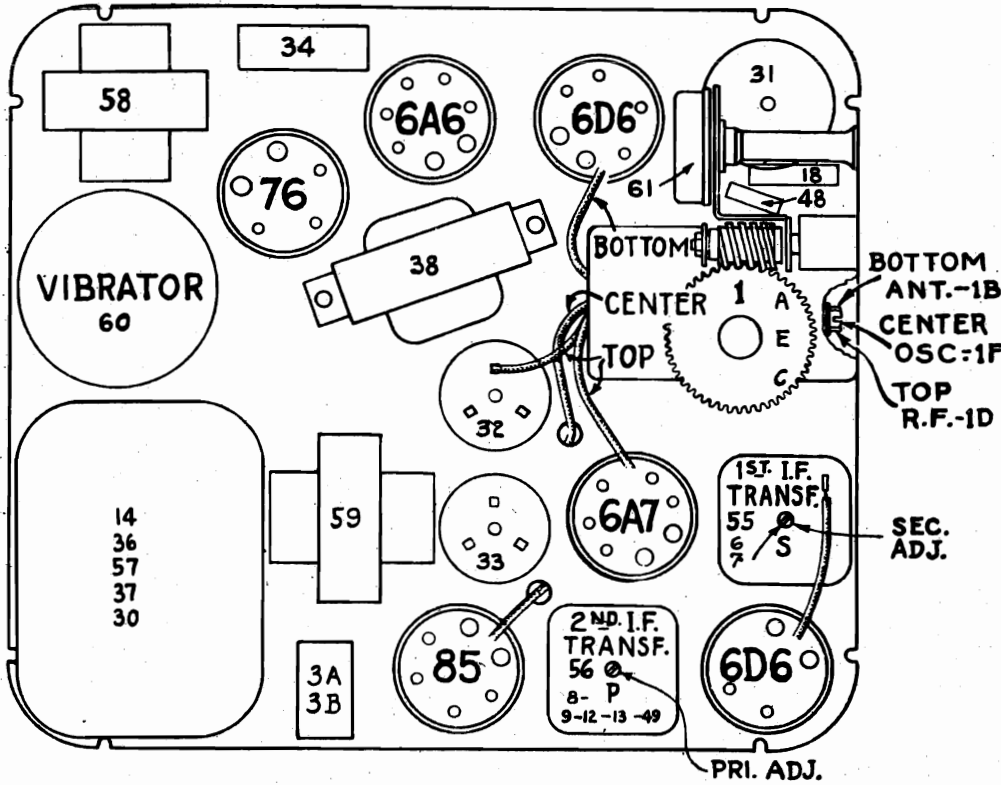 34
31
58
6A6
6D6
76
61
18
48
BOTTOM
38
VIBRATOR
60
CENTER
1
A
E
C
BOTTOM
ANT.-1B
CENTER
OSC-1F
TOP
R.F.-1D
TOP
32
1ST. I.F.
TRANSF.
55
6
7
S
SEC.
ADJ.
6A7
59
33
14
36
57
37
30
2ND. I.F.
TRANSF.
56
P
8-
9-12-13-49
85
6D6
3A
3B
PRI. ADJ.